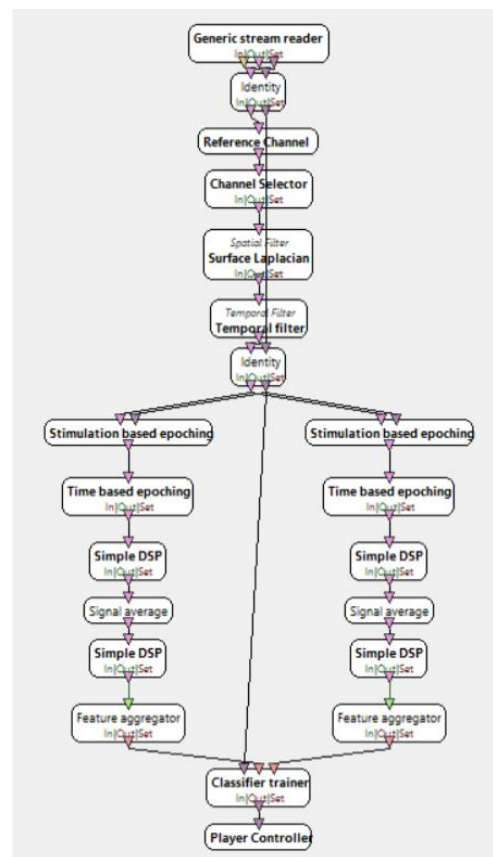 Generic stream reader
In|Out|Set
Identity
In|Out|Set
Reference Channel
Channel Selector
In|Out|Set
Spatial Filter
Surface Laplacian
In|Out|Set
Temporal Filter
Temporal filter
Identity
In|Out|Set
Stimulation based epoching Stimulation based epoching
Time based epoching Time based epoching
In|Out|Set In|Out|Set
Simple DSP Simple DSP
In|Out|Set In|Out|Set
Signal average Signal average
Simple DSP Simple DSP
In|Out|Set In|Out|Set
Feature aggregator Feature aggregator
In|Out|Set In|Out|Set
Classifier trainer
In|Out|Set
Player Controller